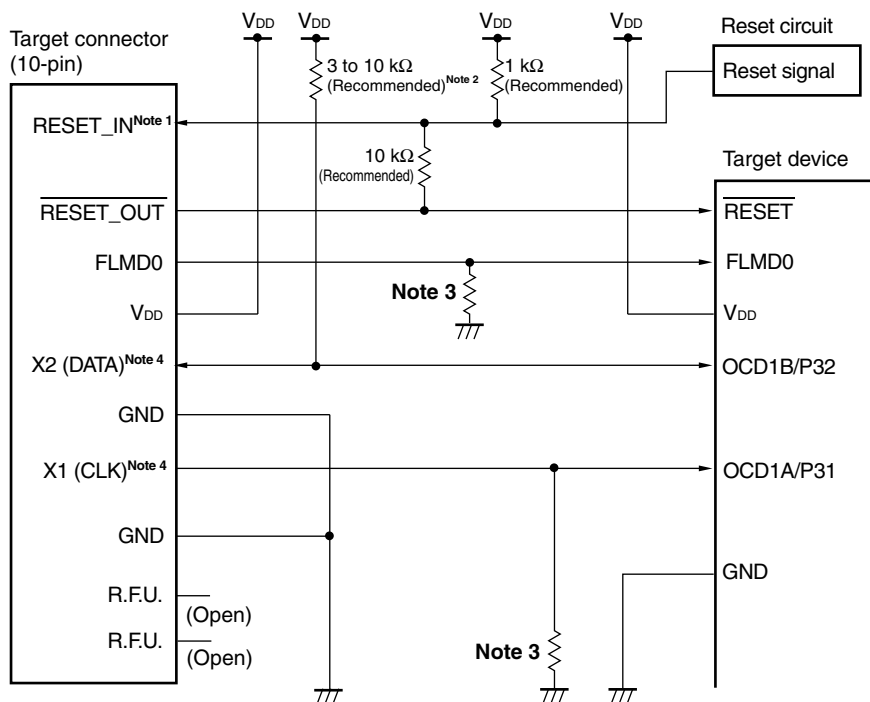 Target connector
(10-pin)
VDD
VDD
VDD
VDD
Reset circuit
Reset signal
3 to 10 kΩ
(Recommended)Note 2
1 kΩ
(Recommended)
RESET_INNote 1
10 kΩ
(Recommended)
Target device
RESET_OUT
RESET
FLMD0
FLMD0
Note 3
VDD
VDD
X2 (DATA)Note 4
OCD1B/P32
GND
X1 (CLK)Note 4
OCD1A/P31
GND
GND
R.F.U.
(Open)
R.F.U.
(Open)
Note 3